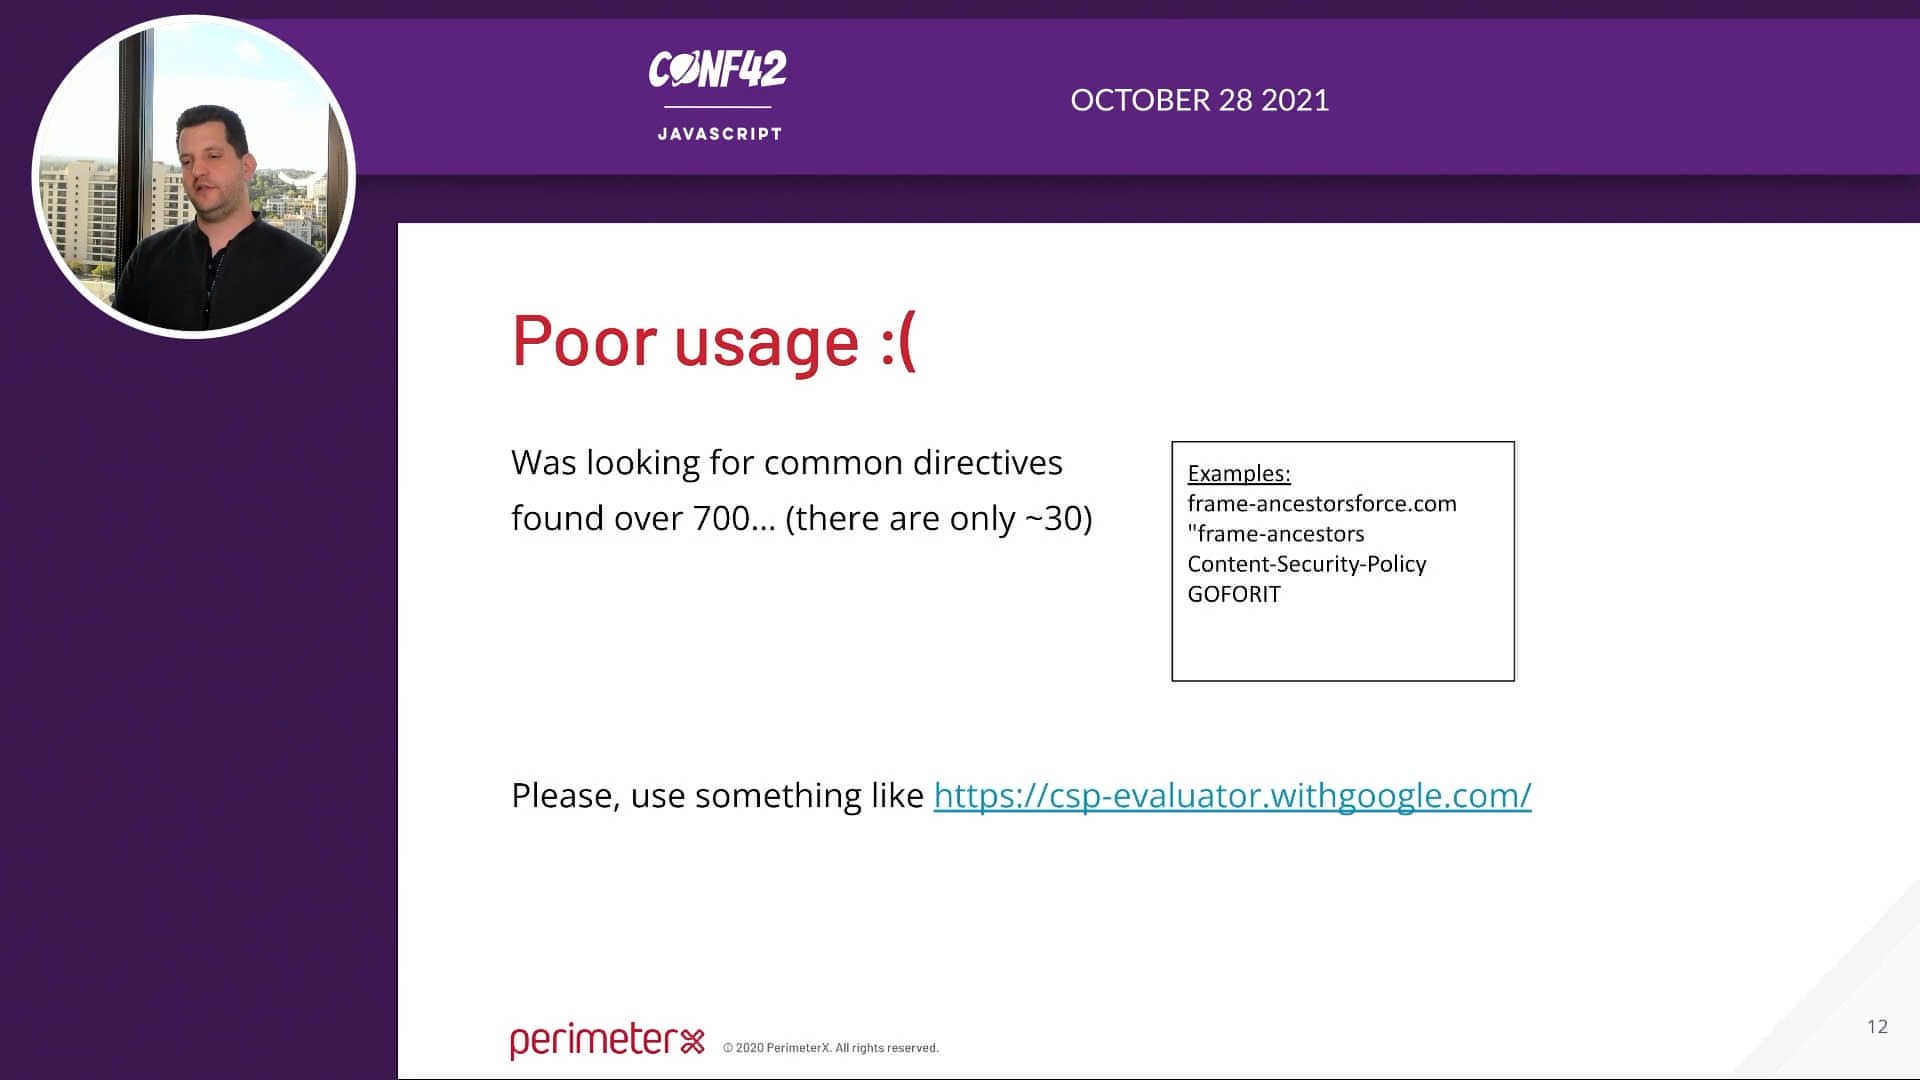 CONF42
JAVASCRIPT
OCTOBER 28 2021
Poor usage :(
Was looking for common directives
found over 700... (there are only ~30)
Examples:
frame-ancestorsforce.com
"frame-ancestors
Content-Security-Policy
GOFORIT
Please, use something like https://csp-evaluator.withgoogle.com/
perimeterx
© 2020 PerimeterX. All rights reserved.
12